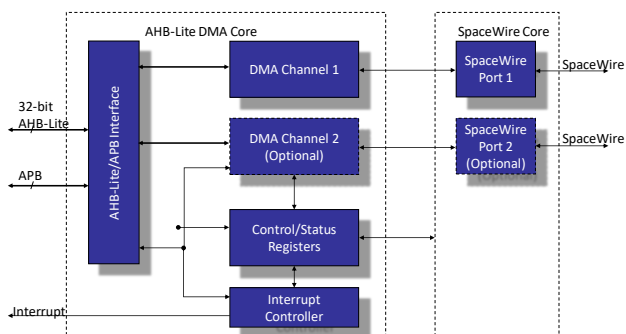 AHB-Lite DMA Core
SpaceWire Core
DMA Channel 1
SpaceWire
Port 1
SpaceWire
32-bit
AHB-Lite
AHB-Lite/APB Interface
DMA Channel 2
(Optional)
SpaceWire
Port 2
(Optional)
SpaceWire
APB
Control/Status
Registers
Interrupt
Controller
Interrupt